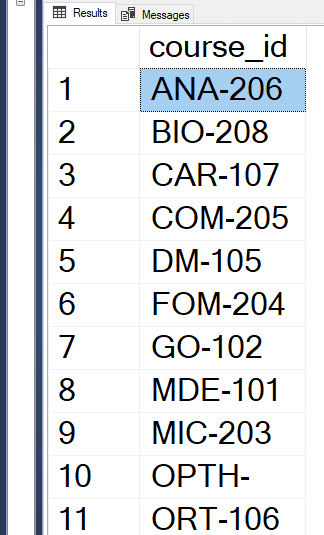 Results Messages
course_id
1 ANA-206
2 BIO-208
3 CAR-107
4 COM-205
5 DM-105
6 FOM-204
7 GO-102
8 MDE-101
9 MIC-203
10 OPTH-
11 ORT-106